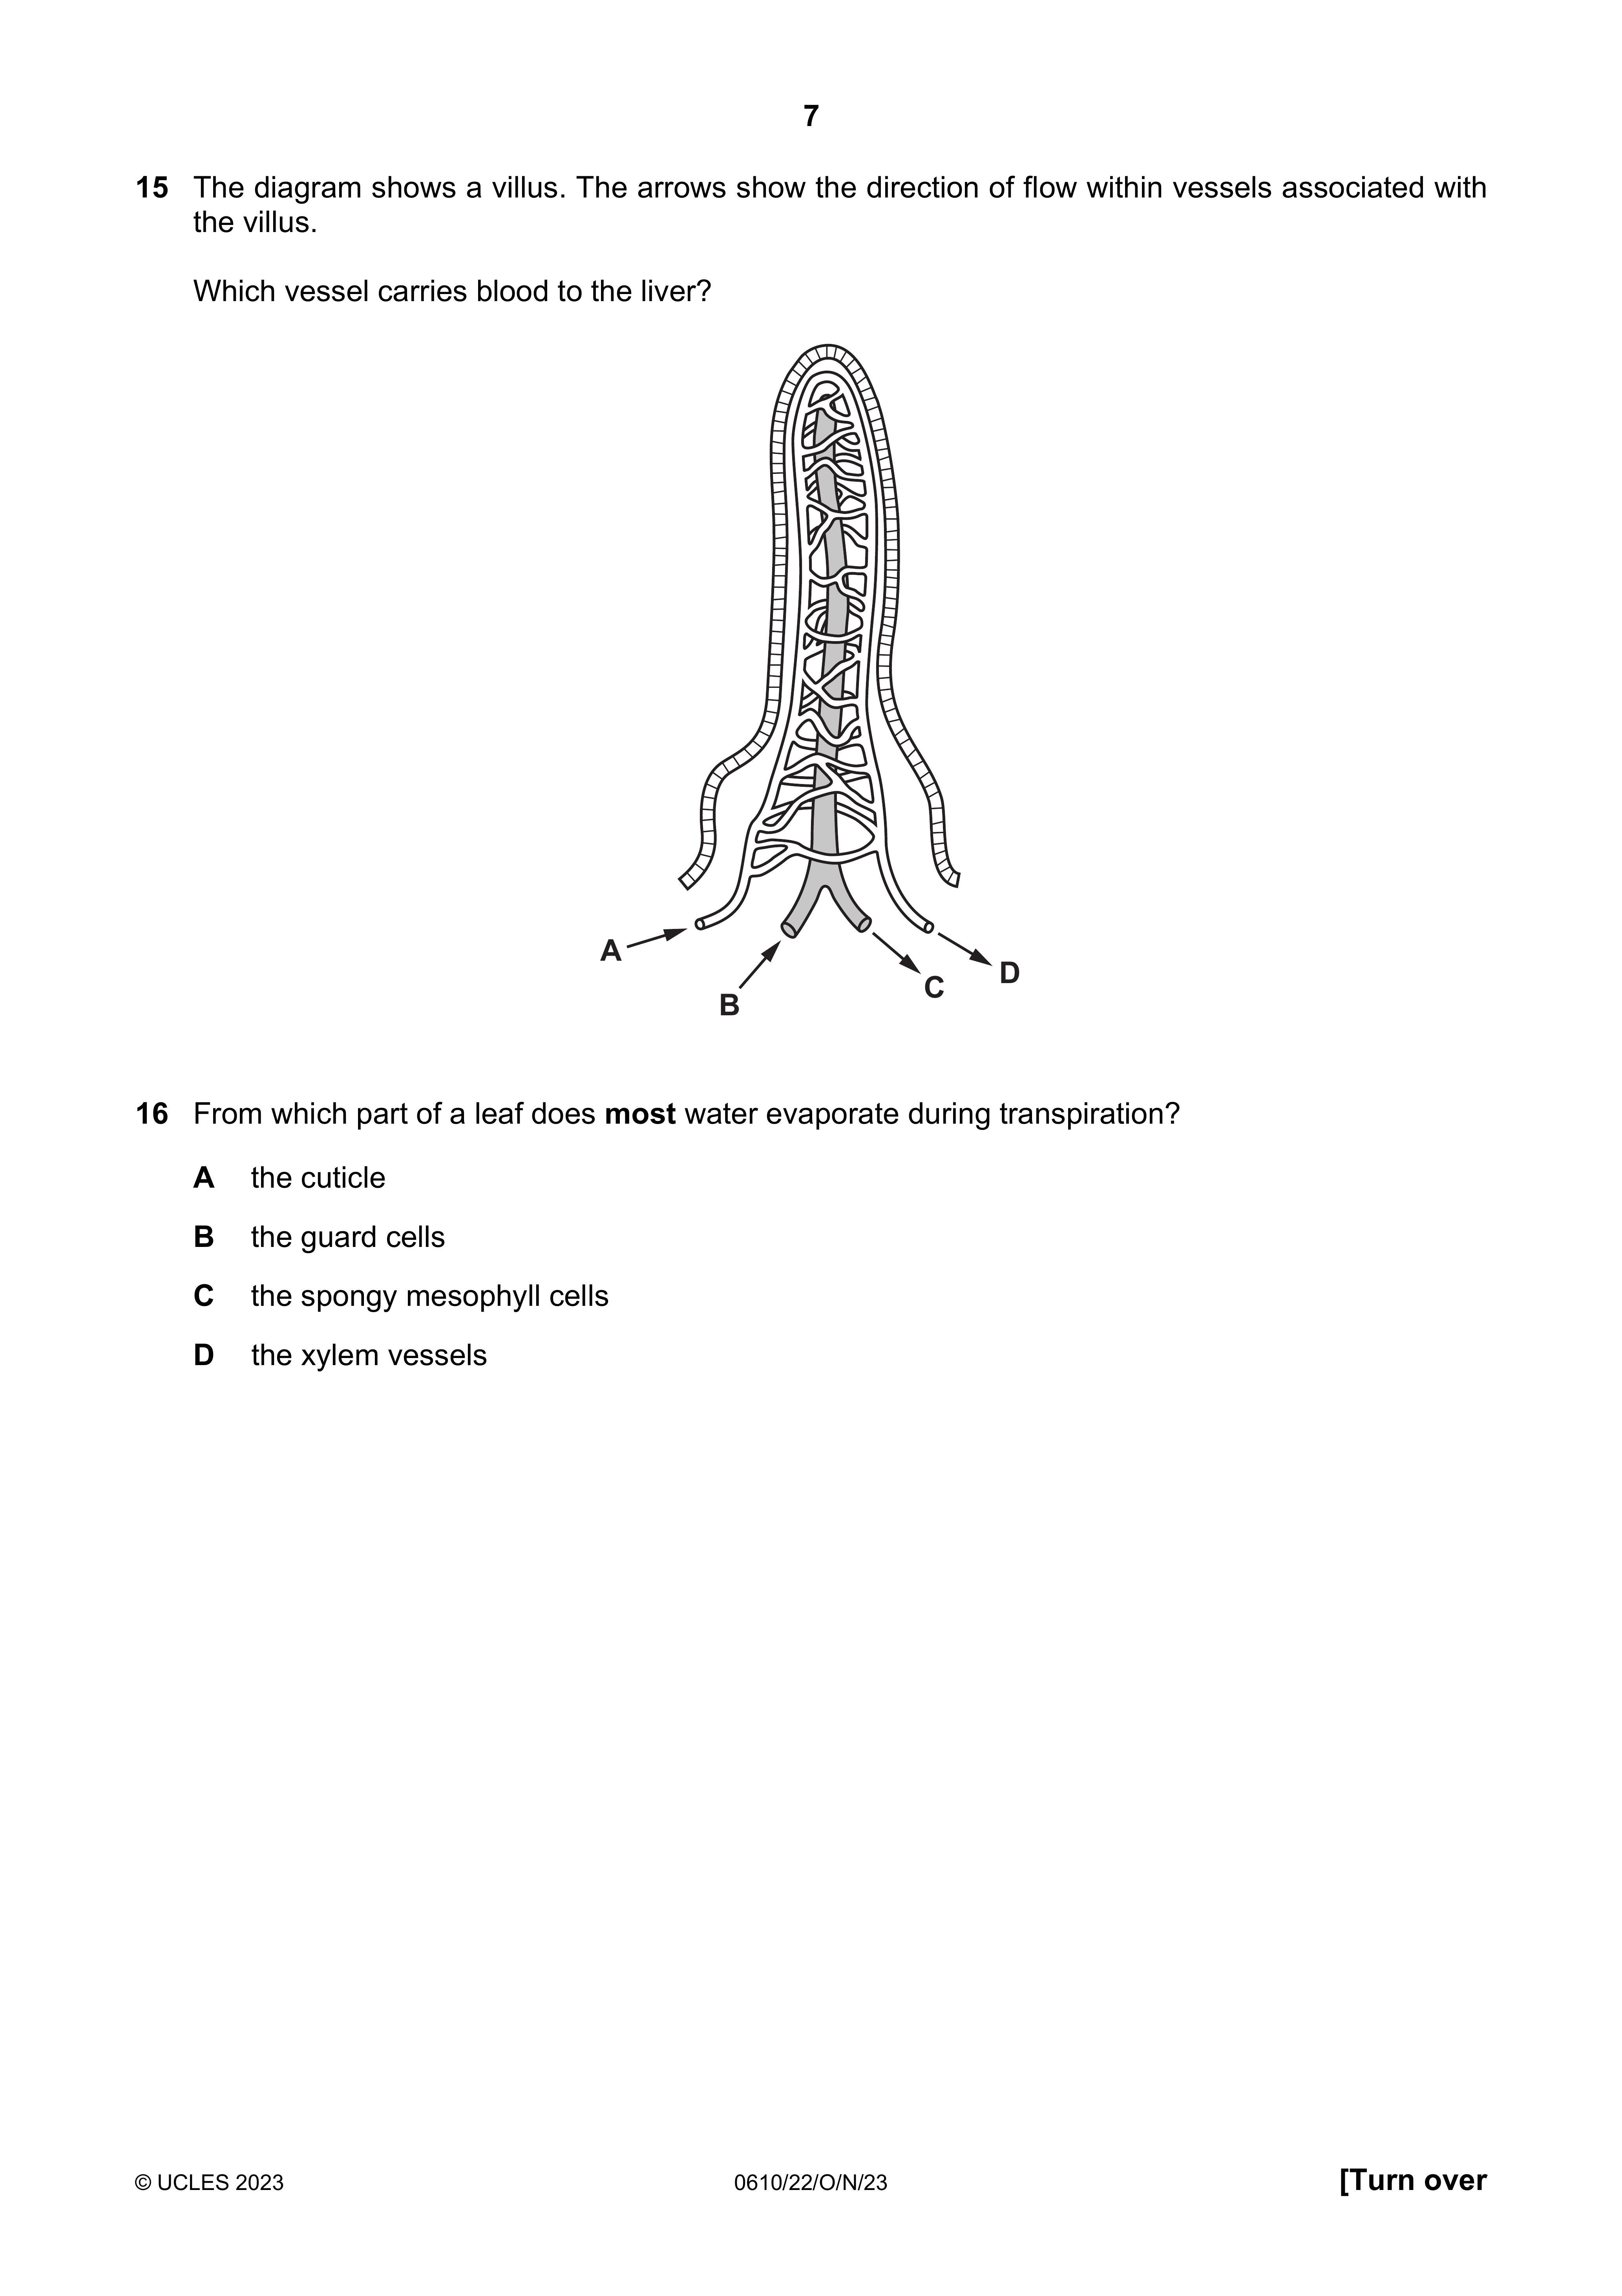 7
15 The diagram shows a villus. The arrows show the direction of flow within vessels associated with
the villus.
Which vessel carries blood to the liver?
A
B
C
D
16 From which part of a leaf does most water evaporate during transpiration?
A the cuticle
B the guard cells
C the spongy mesophyll cells
D the xylem vessels
© UCLES 2023 0610/22/O/N/23 [Turn over